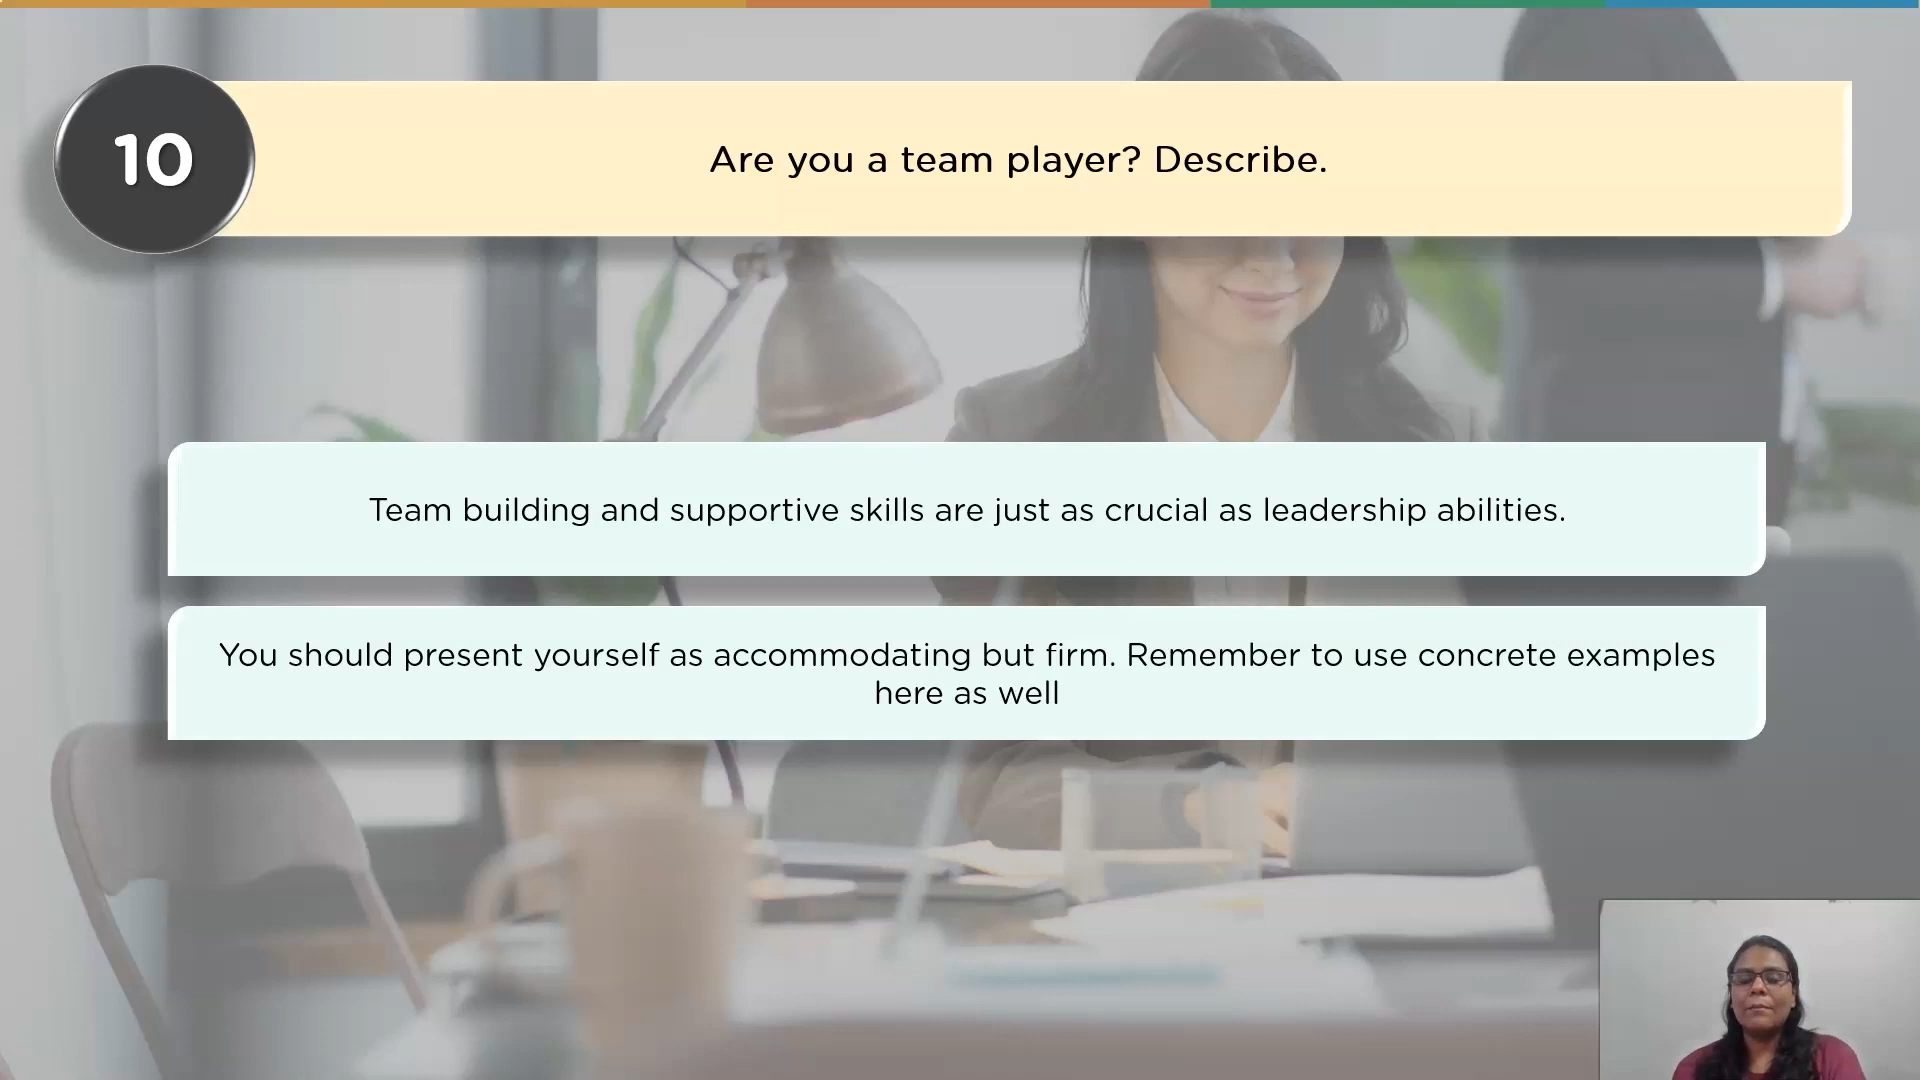 10
Are you a team player? Describe.
Team building and supportive skills are just as crucial as leadership abilities.
You should present yourself as accommodating but firm. Remember to use concrete examples
here as well